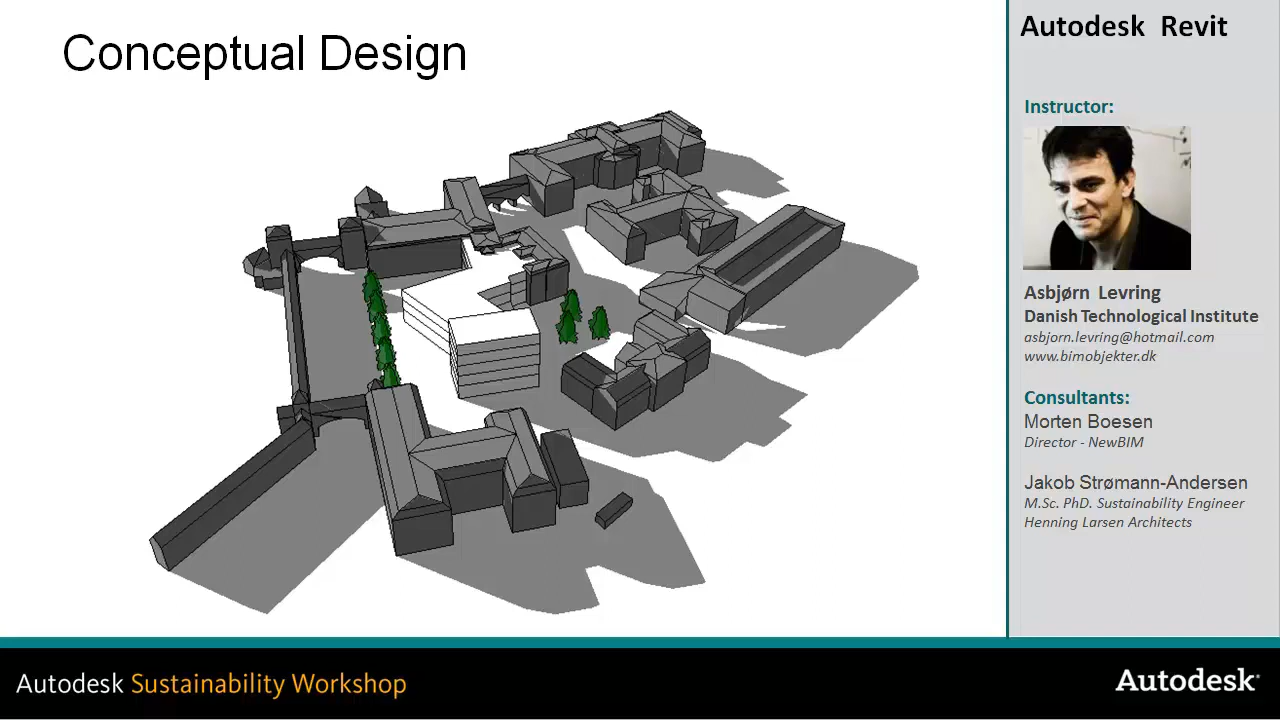 Conceptual Design
Autodesk Revit
Instructor:
Asbjørn Levring
Danish Technological Institute
asbjorn.levring@hotmail.com
www.bimobjekter.dk
Consultants:
Morten Boesen
Director - NewBIM
Jakob Strømann-Andersen
M.Sc. PhD. Sustainability Engineer
Henning Larsen Architects
Autodesk Sustainability Workshop
Autodesk